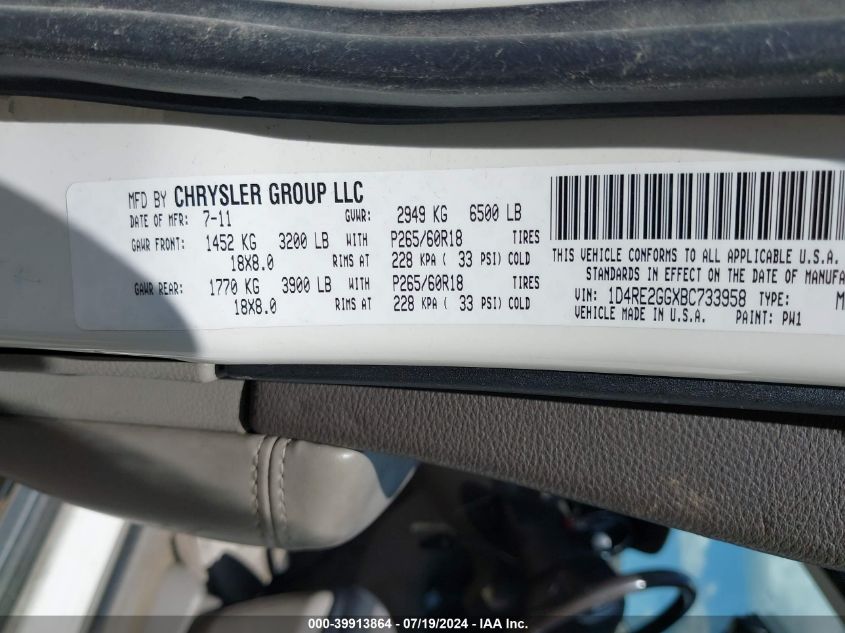 MFD BY CHRYSLER GROUP LLC
DATE OF MFR: 7-11 GVWR: 2949 KG 6500 LB
GAWR FRONT: 1452 KG 3200 LB WITH P265/60R18 TIRES
18X8.0 RIMS AT 228 KPA ( 33 PSI) COLD
GAWR REAR: 1770 KG 3900 LB WITH P265/60R18 TIRES
18X8.0 RIMS AT 228 KPA ( 33 PSI) COLD
THIS VEHICLE CONFORMS TO ALL APPLICABLE U.S.A.
STANDARDS IN EFFECT ON THE DATE OF MANUFA
VIN: 1D4RE2GGXBC733958 TYPE: M
VEHICLE MADE IN U.S.A. PAINT: PW1
000-39913864 - 07/19/2024 - IAA Inc.